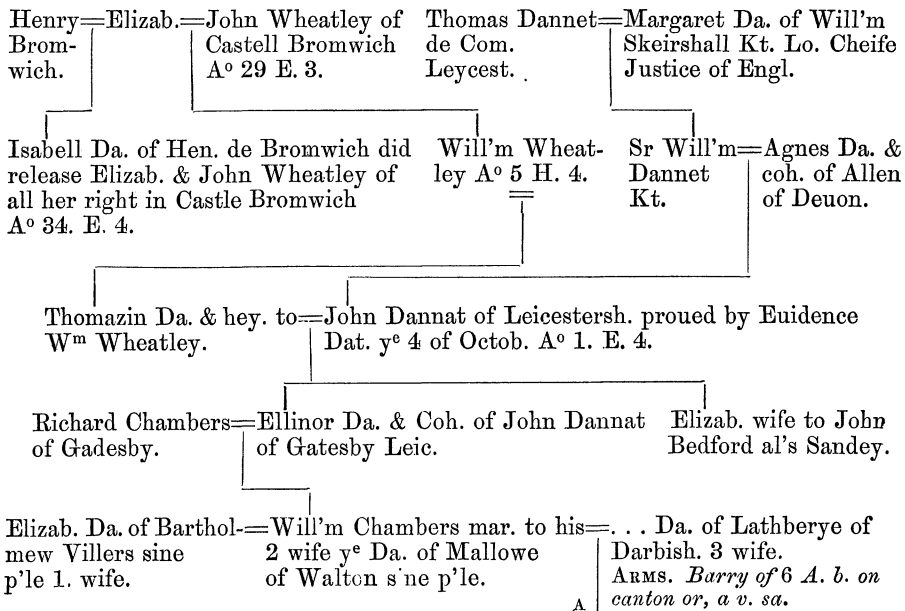 Henry=Elizab.=John Wheatley of
Brom-
wich.
Castell Bromwich
Aº 29 E. 3.
Thomas Dannet=Margaret Da. of Will'm
de Com.
Leycest.
Skeirshall Kt. Lo. Cheife
Justice of Engl.
Isabell Da. of Hen. de Bromwich did
release Elizab. & John Wheatley of
all her right in Castle Bromwich
Aº 34. E. 4.
Will'm Wheat-
ley Aº 5 H. 4.
Sr Will'm=Agnes Da. &
Dannet
Kt.
coh. of Allen
of Deuon.
Thomazin Da. & hey. to=John Dannat of Leicestersh. proued by Euidence
Wᵐ Wheatley.
Dat. yᵉ 4 of Octob. Aº 1. E. 4.
Richard Chambers=Ellinor Da. & Coh. of John Dannat
of Gadesby.
of Gatesby Leic.
Elizab. wife to John
Bedford al's Sandey.
Elizab. Da. of Barthol-=Will'm Chambers mar. to his=. . . Da. of Lathberye of
mew Villers sine
p'le 1. wife.
2 wife yᵉ Da. of Mallowe
of Walton s'ne p'le.
Darbish. 3 wife.
ARMS. Barry of 6 A. b. on
canton or, a v. sa.
A